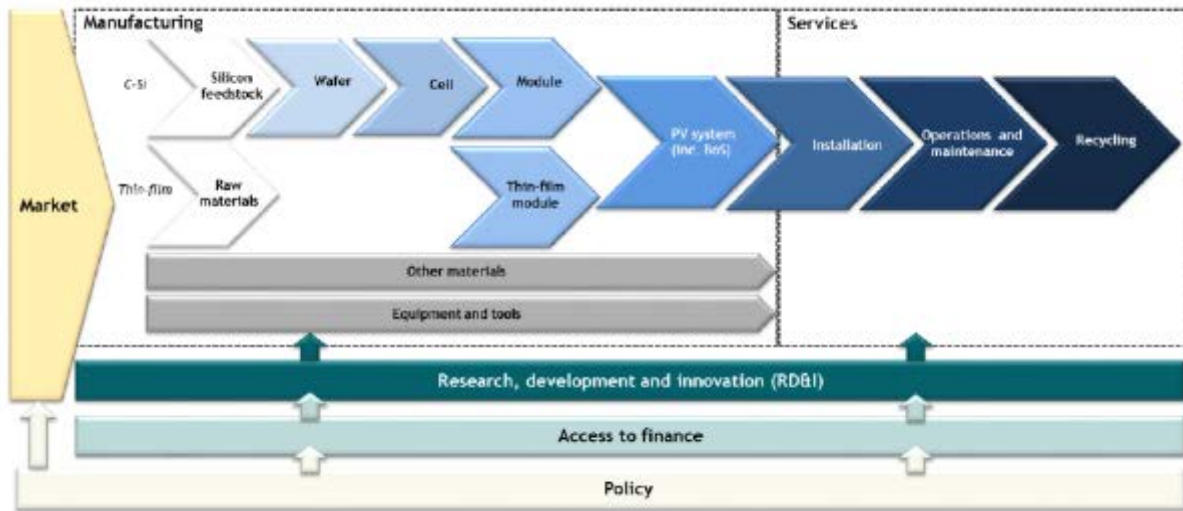 Manufacturing
Services
C-Si
Silicon
feedstock
Wafer
Cell
Module
PV system
(inc. BoS)
Installation
Operations and
maintenance
Recycling
Thin-film
Raw
materials
Thin-film
module
Market
Other materials
Equipment and tools
Research, development and innovation (RD&I)
Access to finance
Policy